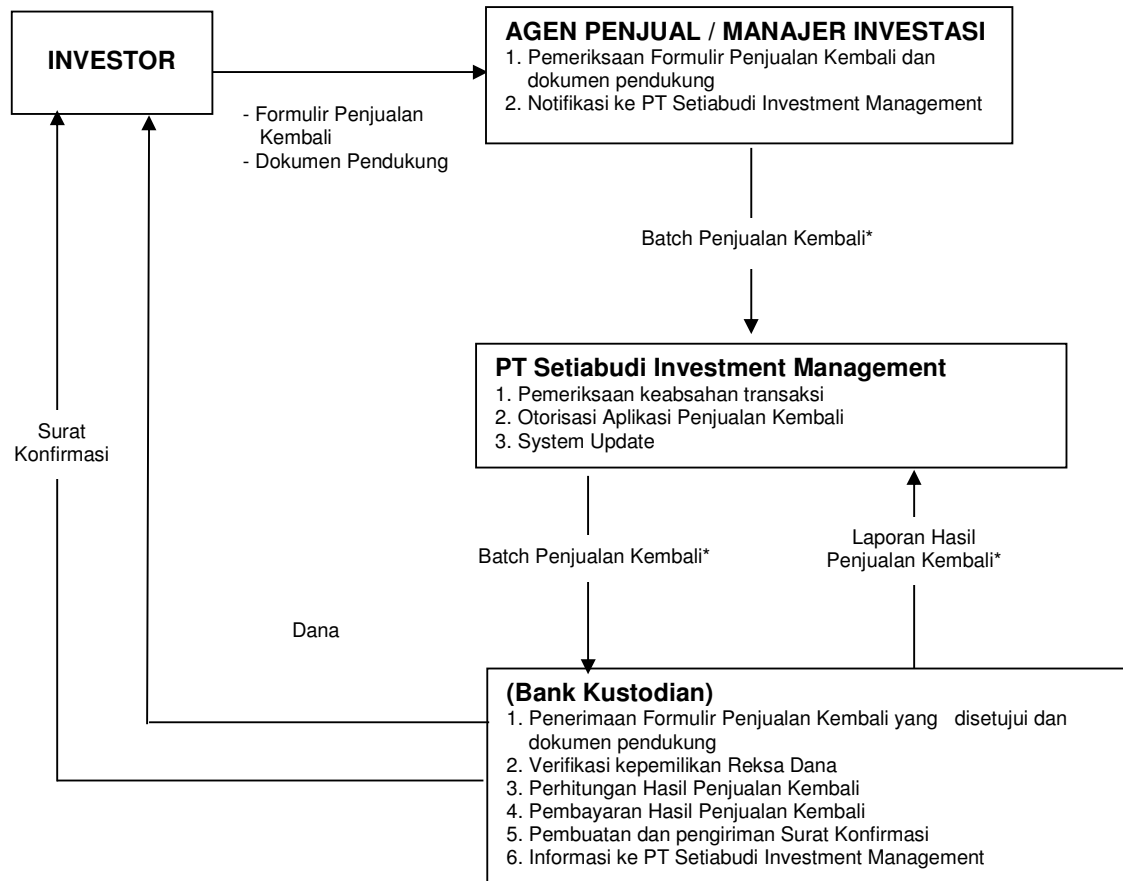 INVESTOR
AGEN PENJUAL / MANAJER INVESTASI
1. Pemeriksaan Formulir Penjualan Kembali dan
dokumen pendukung
2. Notifikasi ke PT Setiabudi Investment Management
- Formulir Penjualan
Kembali
- Dokumen Pendukung
Batch Penjualan Kembali*
PT Setiabudi Investment Management
1. Pemeriksaan keabsahan transaksi
2. Otorisasi Aplikasi Penjualan Kembali
3. System Update
Surat
Konfirmasi
Batch Penjualan Kembali*
Laporan Hasil
Penjualan Kembali*
Dana
(Bank Kustodian)
1. Penerimaan Formulir Penjualan Kembali yang disetujui dan
dokumen pendukung
2. Verifikasi kepemilikan Reksa Dana
3. Perhitungan Hasil Penjualan Kembali
4. Pembayaran Hasil Penjualan Kembali
5. Pembuatan dan pengiriman Surat Konfirmasi
6. Informasi ke PT Setiabudi Investment Management